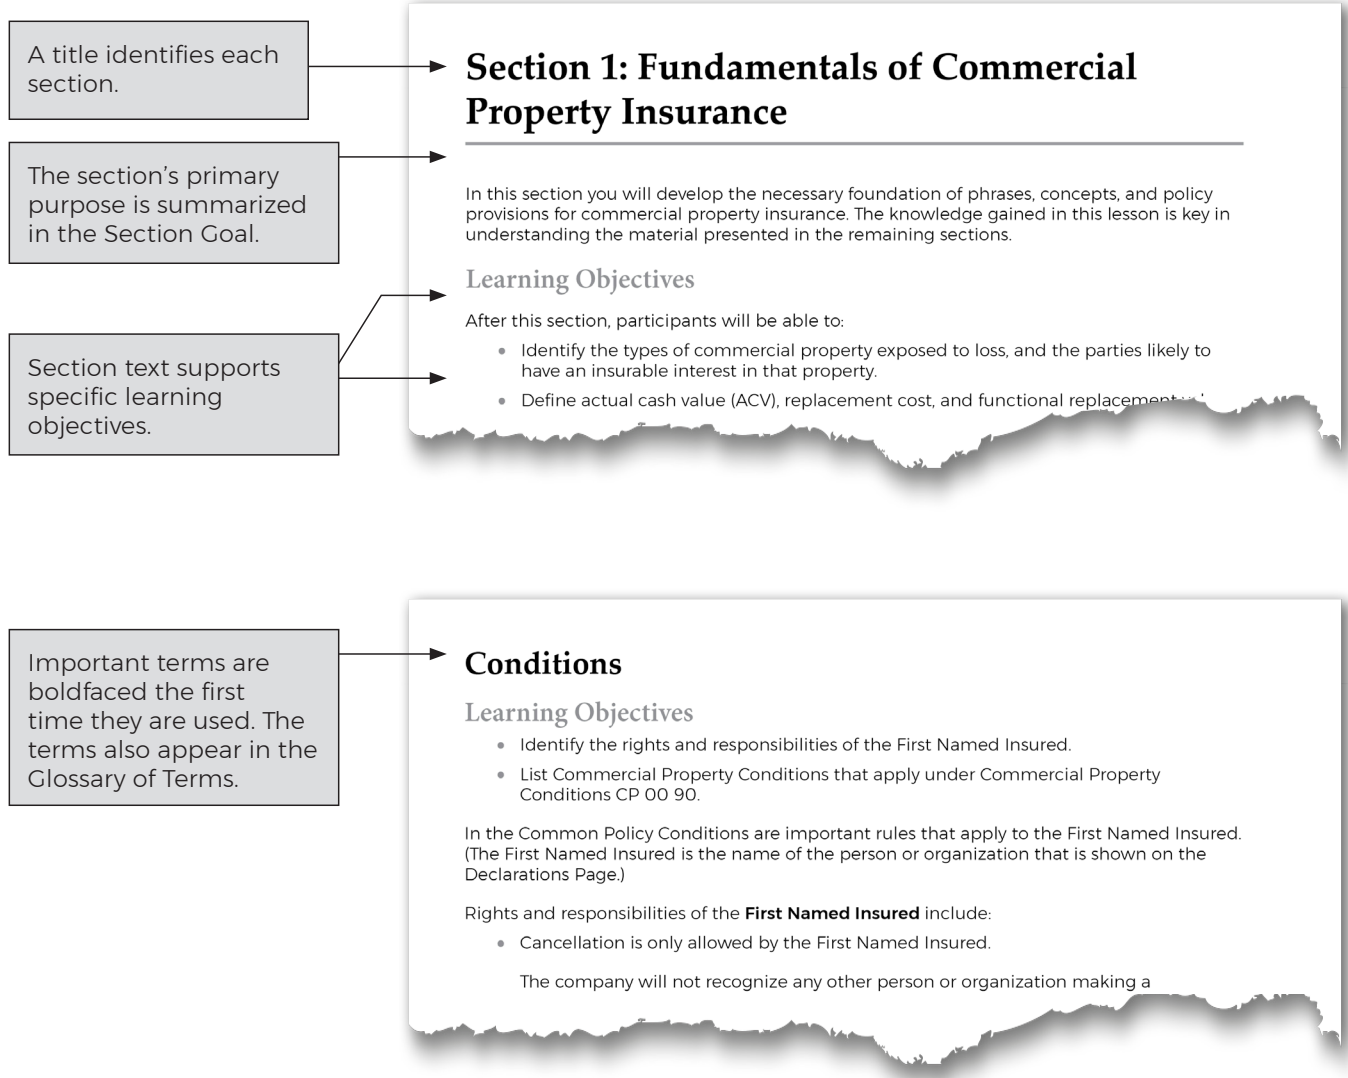 A title identifies each
section.
Section 1: Fundamentals of Commercial
Property Insurance
The section's primary
purpose is summarized
in the Section Goal.
In this section you will develop the necessary foundation of phrases, concepts, and policy
provisions for commercial property insurance. The knowledge gained in this lesson is key in
understanding the material presented in the remaining sections.
Section text supports
specific learning
objectives.
Learning Objectives
After this section, participants will be able to:
• Identify the types of commercial property exposed to loss, and the parties likely to
have an insurable interest in that property.
• Define actual cash value (ACV), replacement cost, and functional replacement
Important terms are
boldfaced the first
time they are used. The
terms also appear in the
Glossary of Terms.
Conditions
Learning Objectives
• Identify the rights and responsibilities of the First Named Insured.
• List Commercial Property Conditions that apply under Commercial Property
Conditions CP 00 90.
In the Common Policy Conditions are important rules that apply to the First Named Insured.
(The First Named Insured is the name of the person or organization that is shown on the
Declarations Page.)
Rights and responsibilities of the First Named Insured include:
• Cancellation is only allowed by the First Named Insured.
The company will not recognize any other person or organization making a